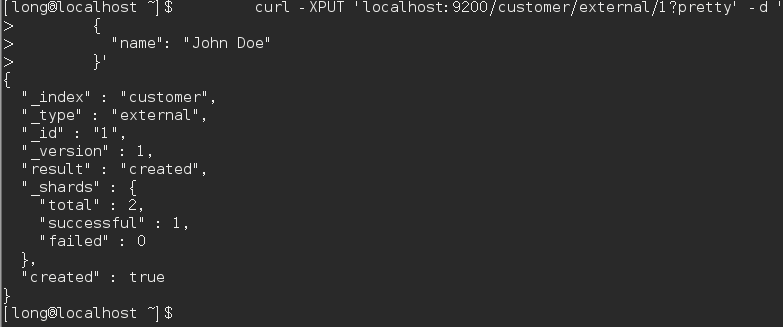 [long@localhost ~]$         curl -XPUT 'localhost:9200/customer/external/1?pretty' -d '
>         {
>           "name": "John Doe"
>         }'
{
  "_index" : "customer",
  "_type" : "external",
  "_id" : "1",
  "_version" : 1,
  "result" : "created",
  "_shards" : {
    "total" : 2,
    "successful" : 1,
    "failed" : 0
  },
  "created" : true
}
[long@localhost ~]$